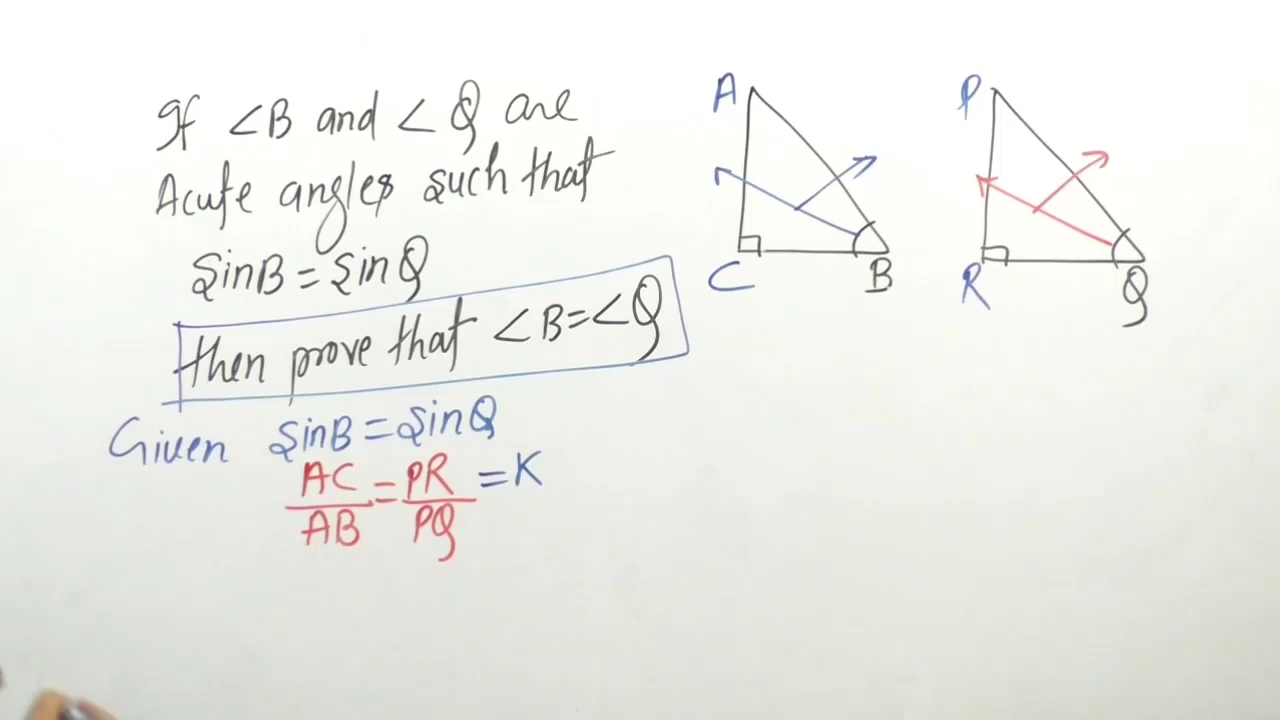 If ∠B and ∠Q are
Acute angles such that
SinB = SinQ
then prove that ∠B=∠Q
Given SinB = SinQ
AC/AB = PR/PQ = K
A
C
B
P
R
Q